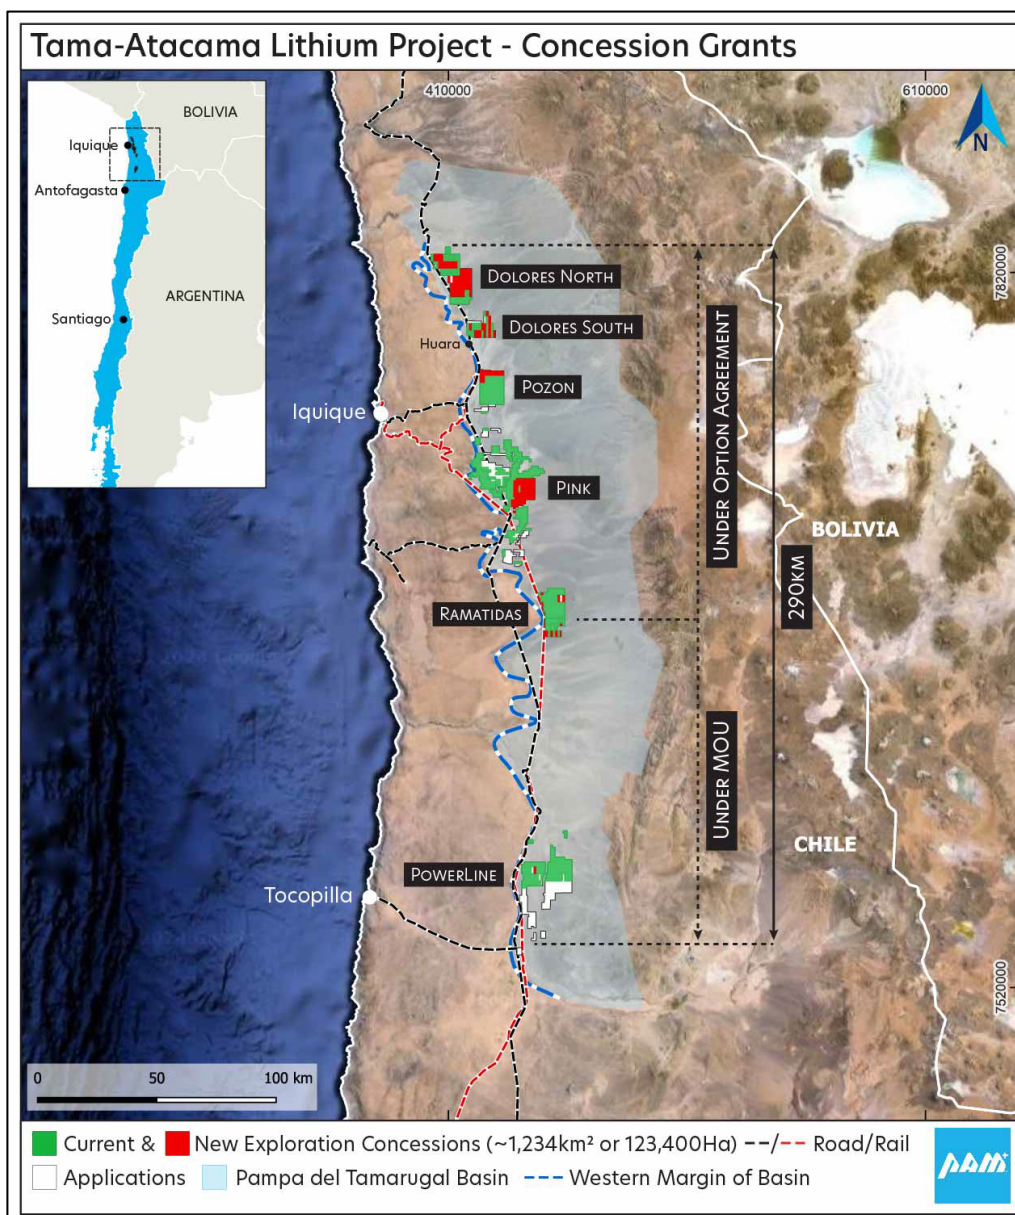 Tama-Atacama Lithium Project - Concession Grants
410000
610000
BOLIVIA
Iquique
Antofagasta
ARGENTINA
Santiago
N
7820000
DOLORES NORTH
DOLORES SOUTH
Huara
POZON
Iquique
PINK
UNDER OPTION AGREEMENT
BOLIVIA
290KM
RAMATIDAS
UNDER MOU
CHILE
POWERLINE
Tocopilla
7520000
0 50 100 km
Current & New Exploration Concessions (~1,234km² or 123,400Ha) Road/Rail
Applications Pampa del Tamarugal Basin Western Margin of Basin
PAM+